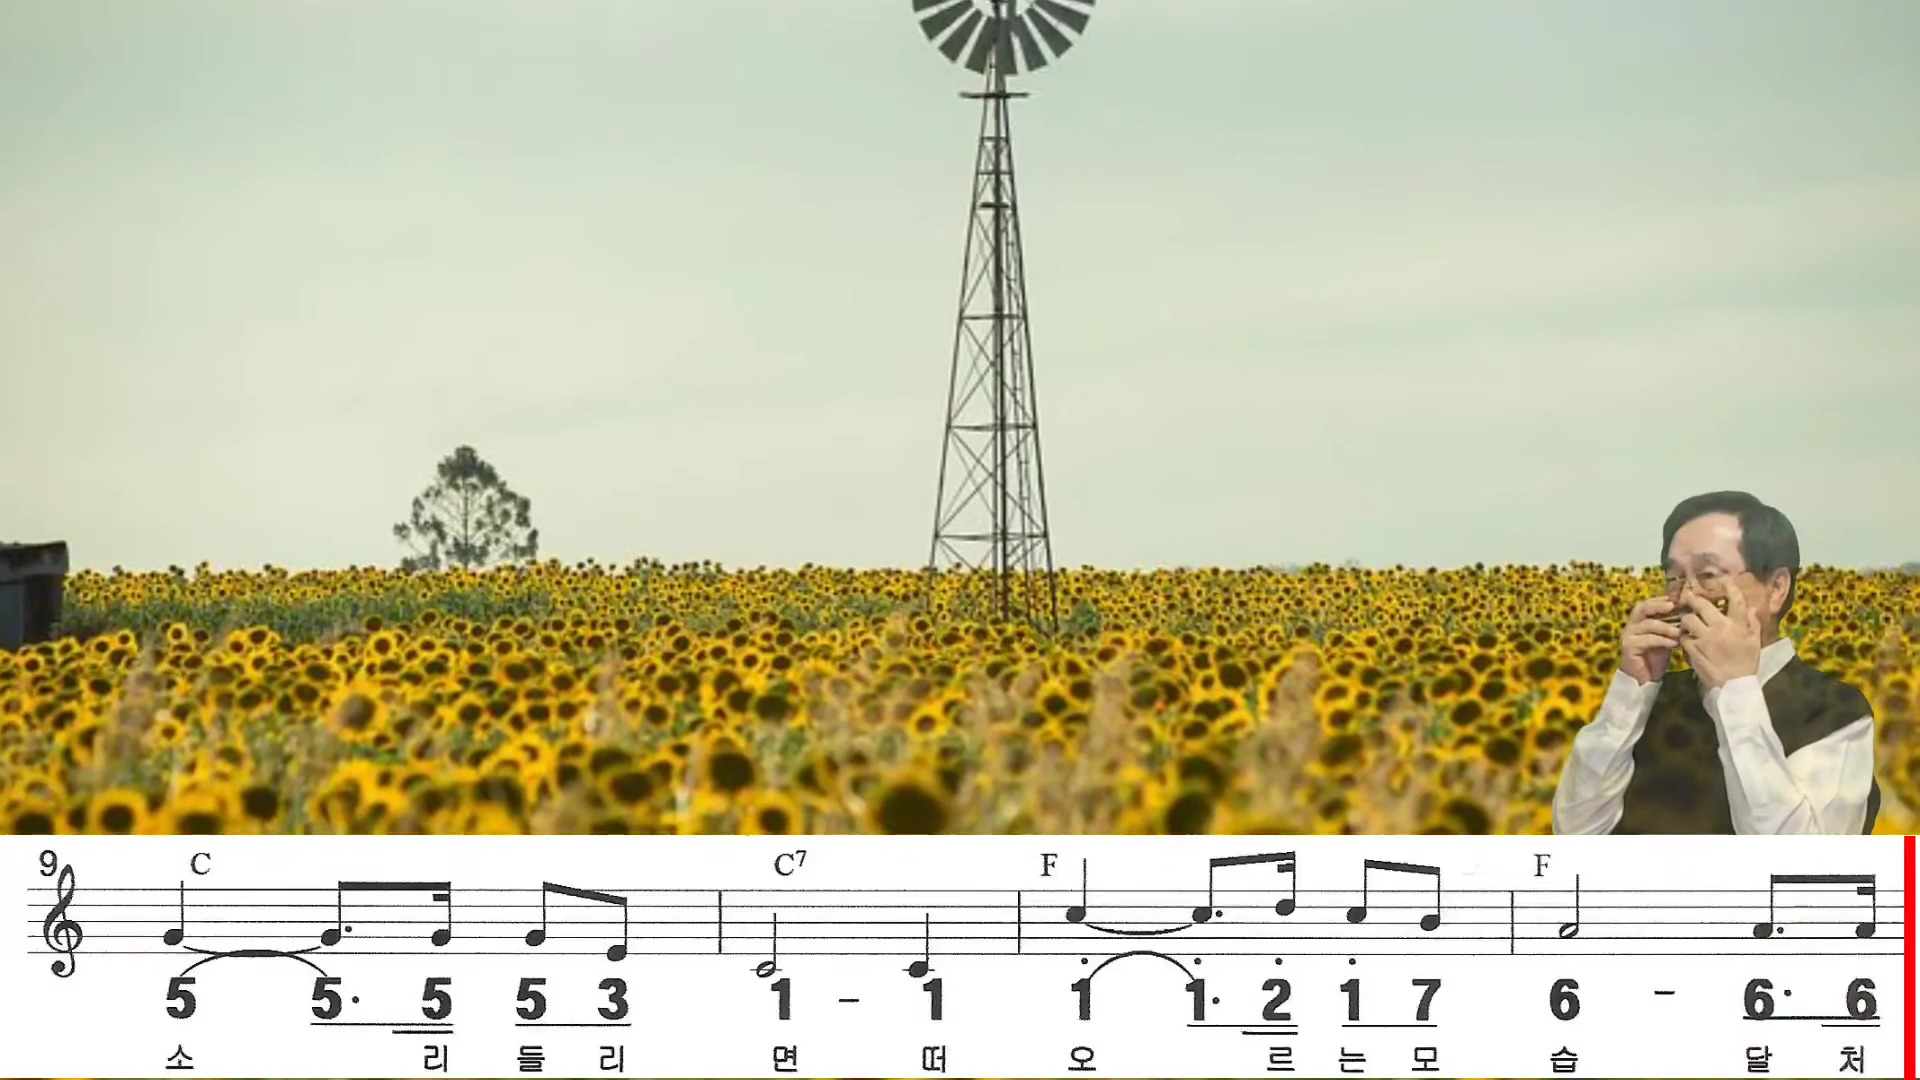 9 C C7 F F
5 5· 5 5 3 1 – 1 1 1· 2 1 7 6 – 6· 6
소 리 들 리 면 떠 오 르 는 모 습 달 처